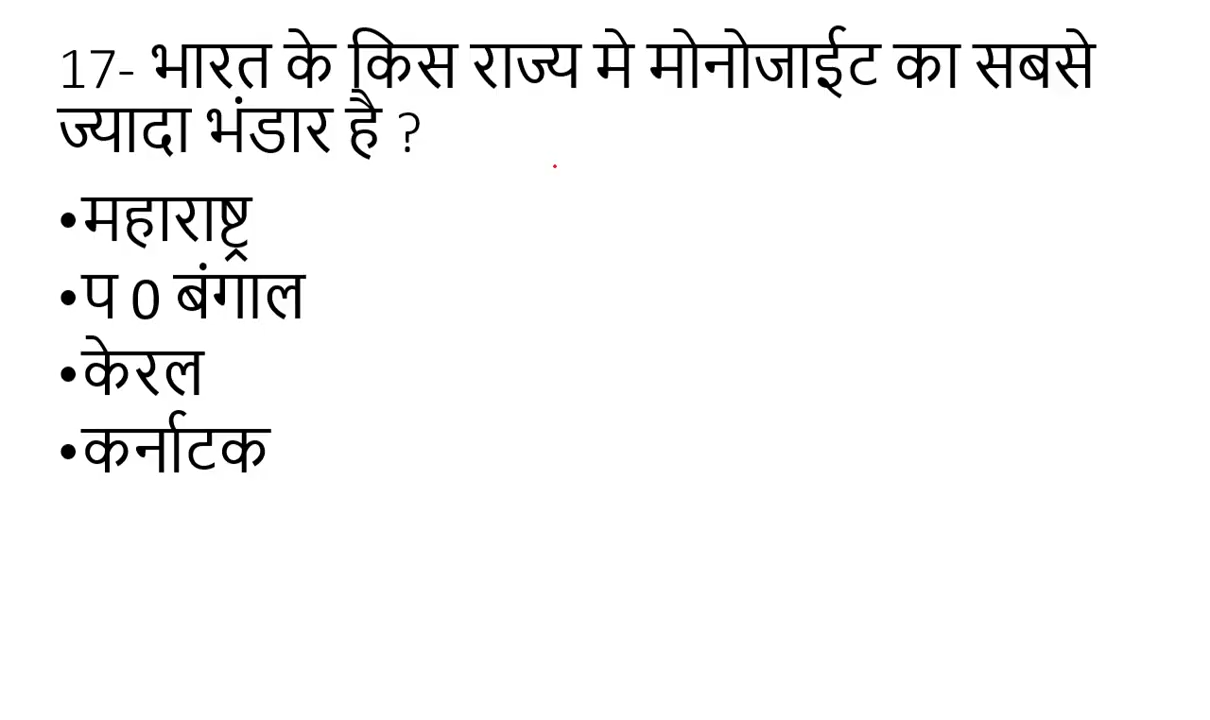 17- भारत के किस राज्य मे मोनोजाईट का सबसे
ज्यादा भंडार है ?
•महाराष्ट्र
•प 0 बंगाल
•केरल
•कर्नाटक